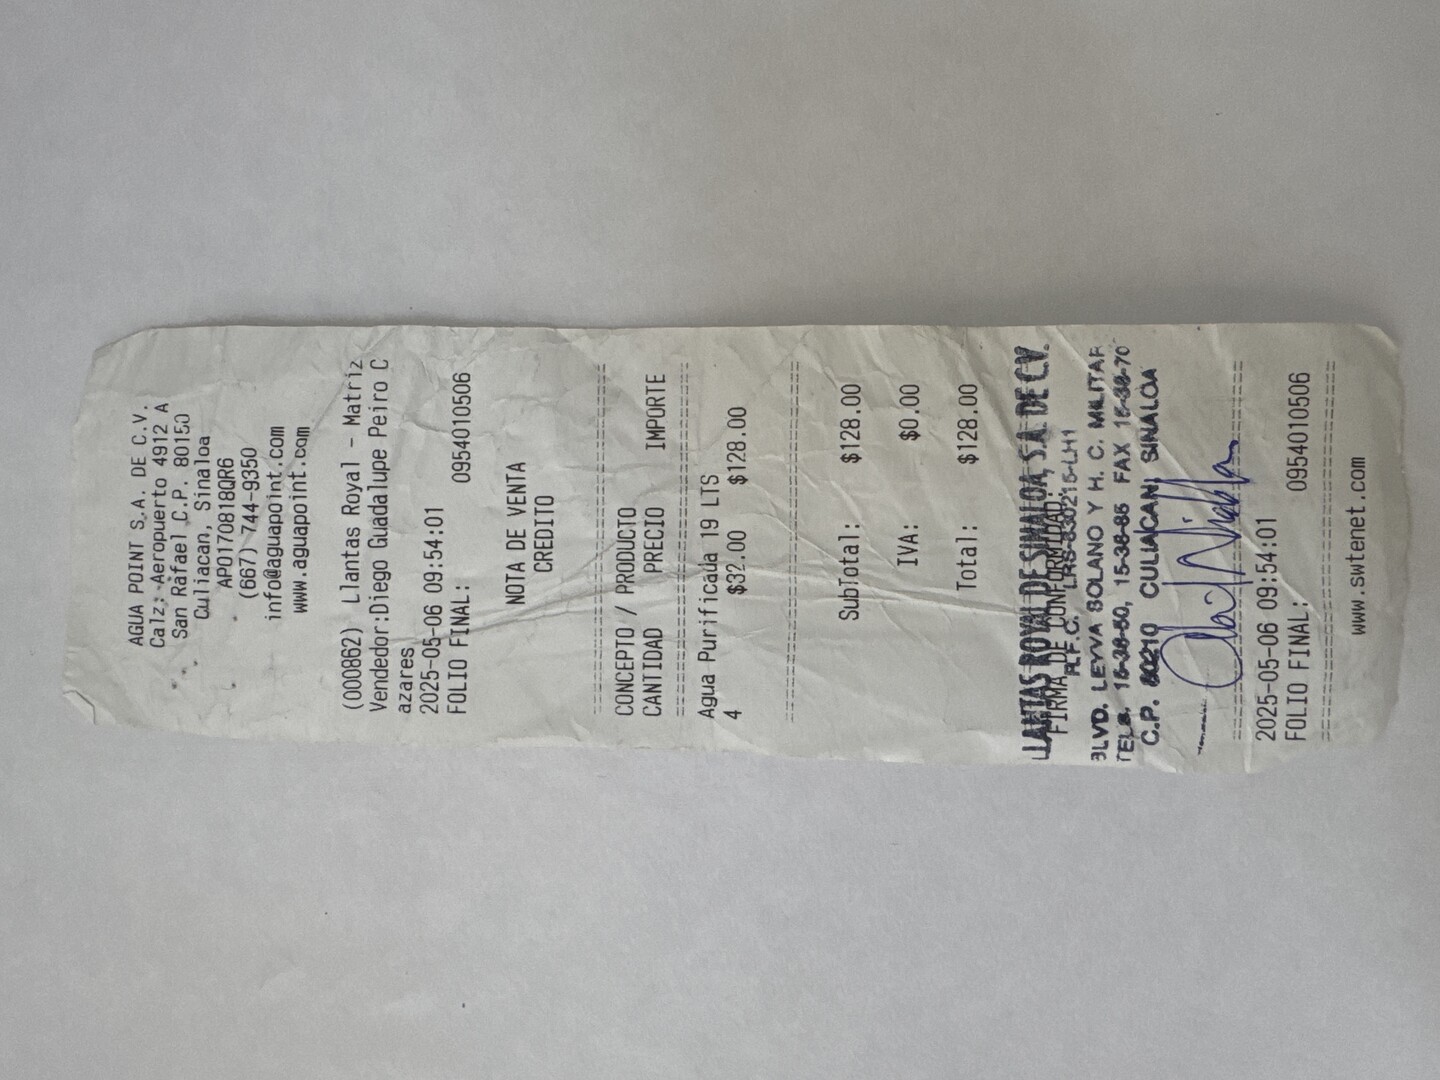 AGUA POINT S.A. DE C.V.
Calz: Aeropuerto 4912 A
San Rafael C.P. 80150
Culiacan, Sinaloa
APO170818QR6
(667) 744-9350
info@aguapoint.com
www.aguapoint.com
(000862) Llantas Royal - Matriz
Vendedor:Diego Guadalupe Peiro C
azares
2025-05-06 09:54:01
FOLIO FINAL: 0954010506
NOTA DE VENTA
CREDITO
CONCEPTO / PRODUCTO
CANTIDAD PRECIO IMPORTE
Agua Purificada 19 LTS
4 $32.00 $128.00
SubTotal: $128.00
IVA: $0.00
Total: $128.00
LLANTAS ROYAL DE SINALOA, S.A. DE C.V.
FIRMA DE CONFORMIDAD:
R.F.C. LRS-830215-LH1
BLVD. LEYVA SOLANO Y H. C. MILITAR
TELS. 15-38-50, 15-38-86 FAX 15-38-70
C.P. 80210 CULIACAN, SINALOA
2025-05-06 09:54:01
FOLIO FINAL: 0954010506
www.swtenet.com